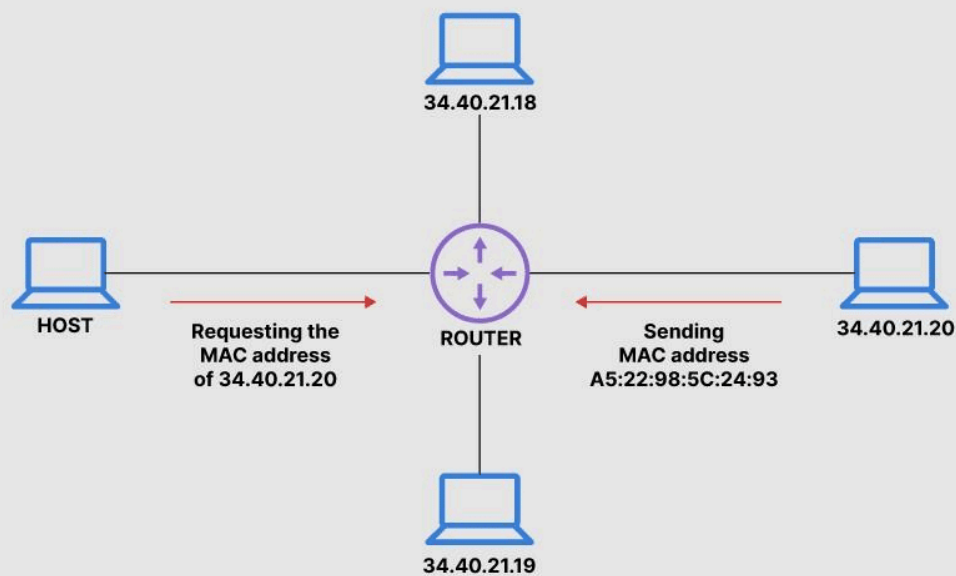 34.40.21.18
HOST
Requesting the
MAC address
of 34.40.21.20
ROUTER
Sending
MAC address
A5:22:98:5C:24:93
34.40.21.20
34.40.21.19